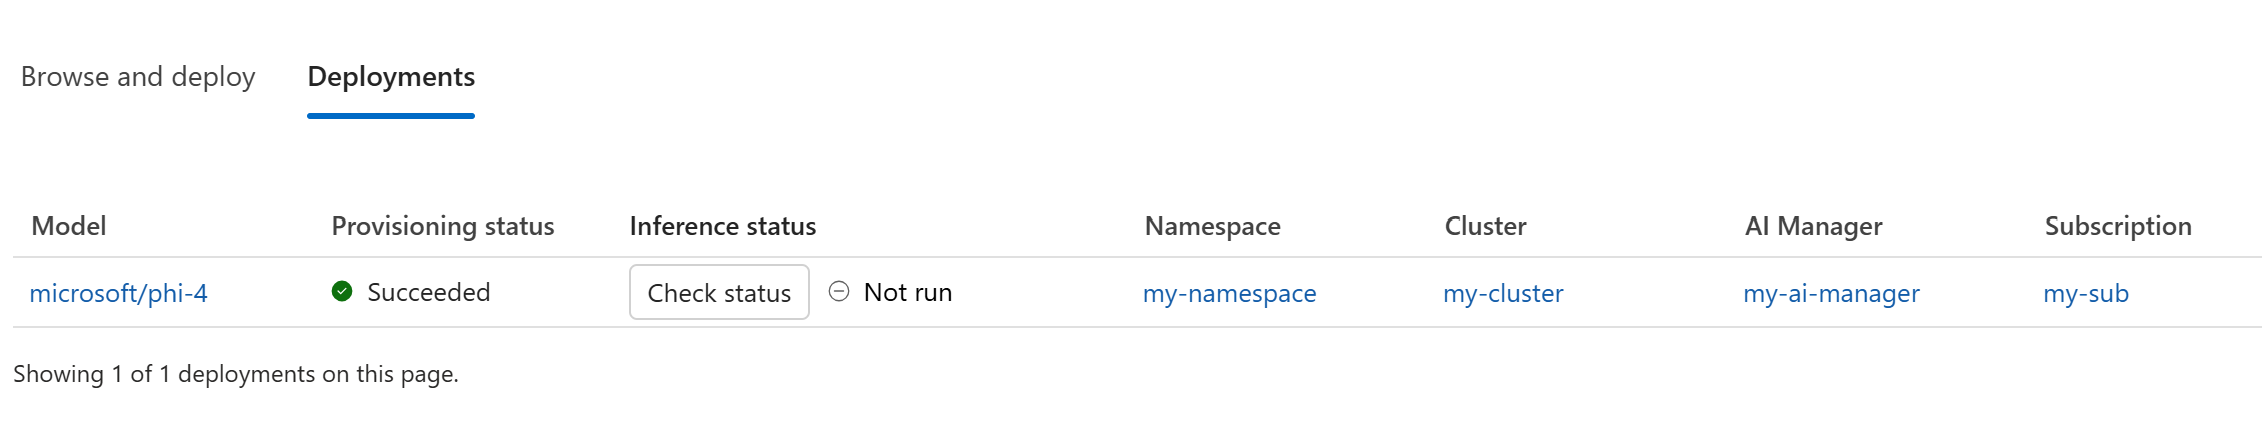 Browse and deploy Deployments
Model Provisioning status Inference status Namespace Cluster AI Manager Subscription
microsoft/phi-4 Succeeded Check status Not run my-namespace my-cluster my-ai-manager my-sub
Showing 1 of 1 deployments on this page.